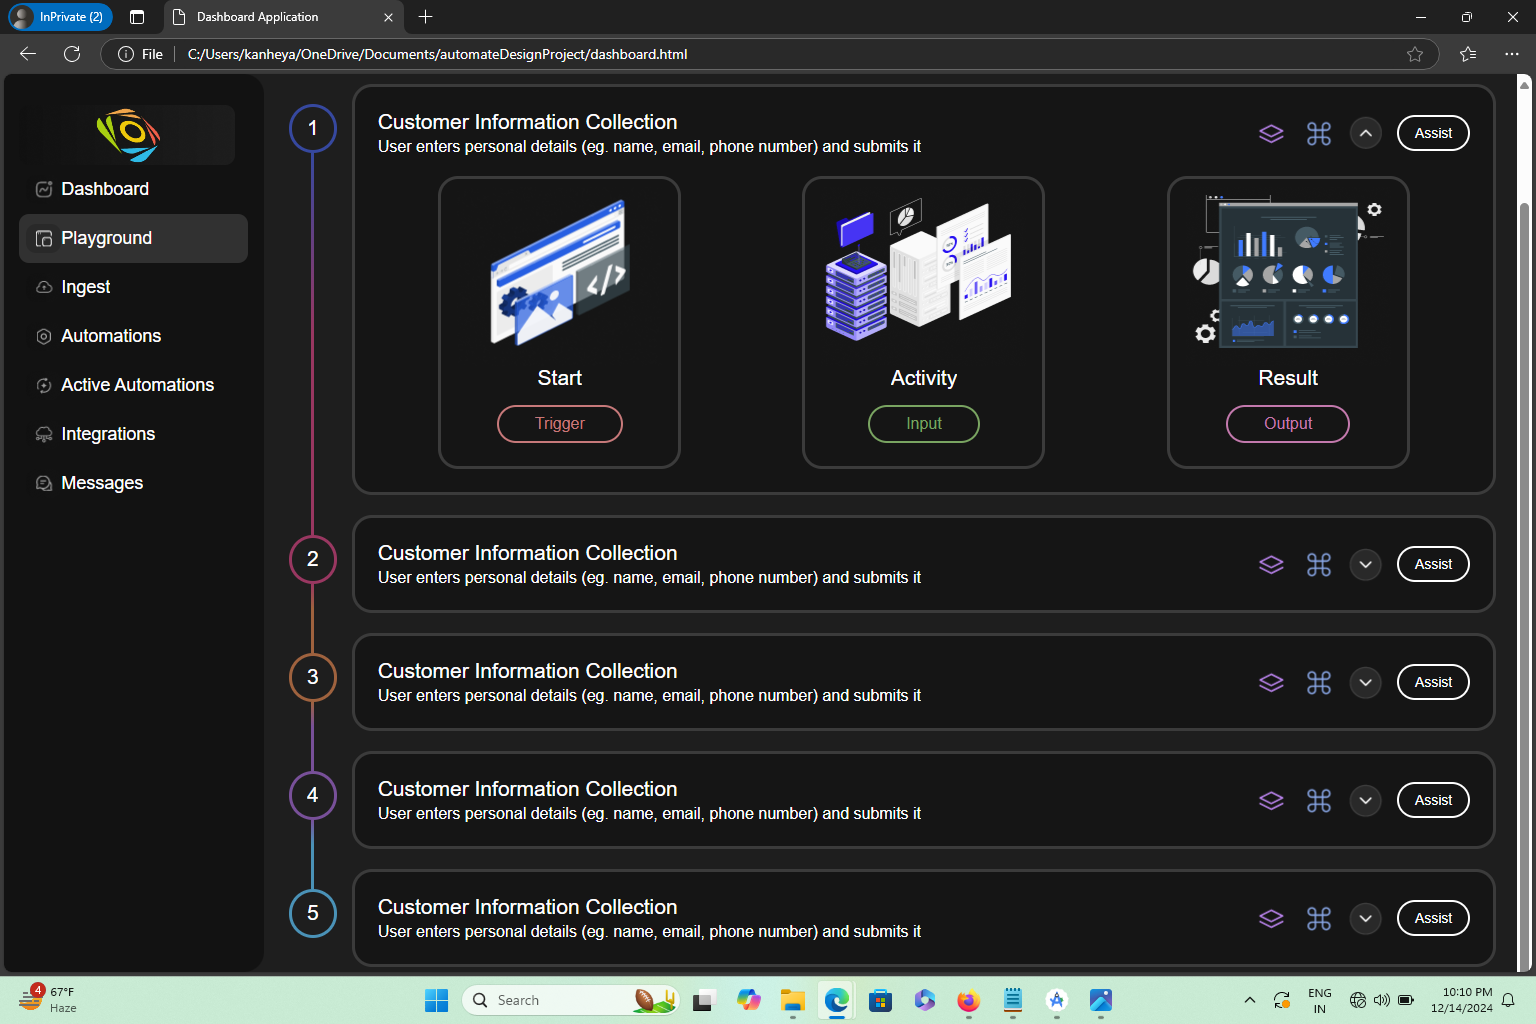 InPrivate (2)
Dashboard Application
File
C:/Users/kanheya/OneDrive/Documents/automateDesignProject/dashboard.html
Dashboard
Playground
Ingest
Automations
Active Automations
Integrations
Messages
1
Customer Information Collection
User enters personal details (eg. name, email, phone number) and submits it
Assist
Start
Trigger
Activity
Input
Result
Output
2
Customer Information Collection
User enters personal details (eg. name, email, phone number) and submits it
Assist
3
Customer Information Collection
User enters personal details (eg. name, email, phone number) and submits it
Assist
4
Customer Information Collection
User enters personal details (eg. name, email, phone number) and submits it
Assist
5
Customer Information Collection
User enters personal details (eg. name, email, phone number) and submits it
Assist
4
67°F
Haze
Search
ENG
IN
10:10 PM
12/14/2024